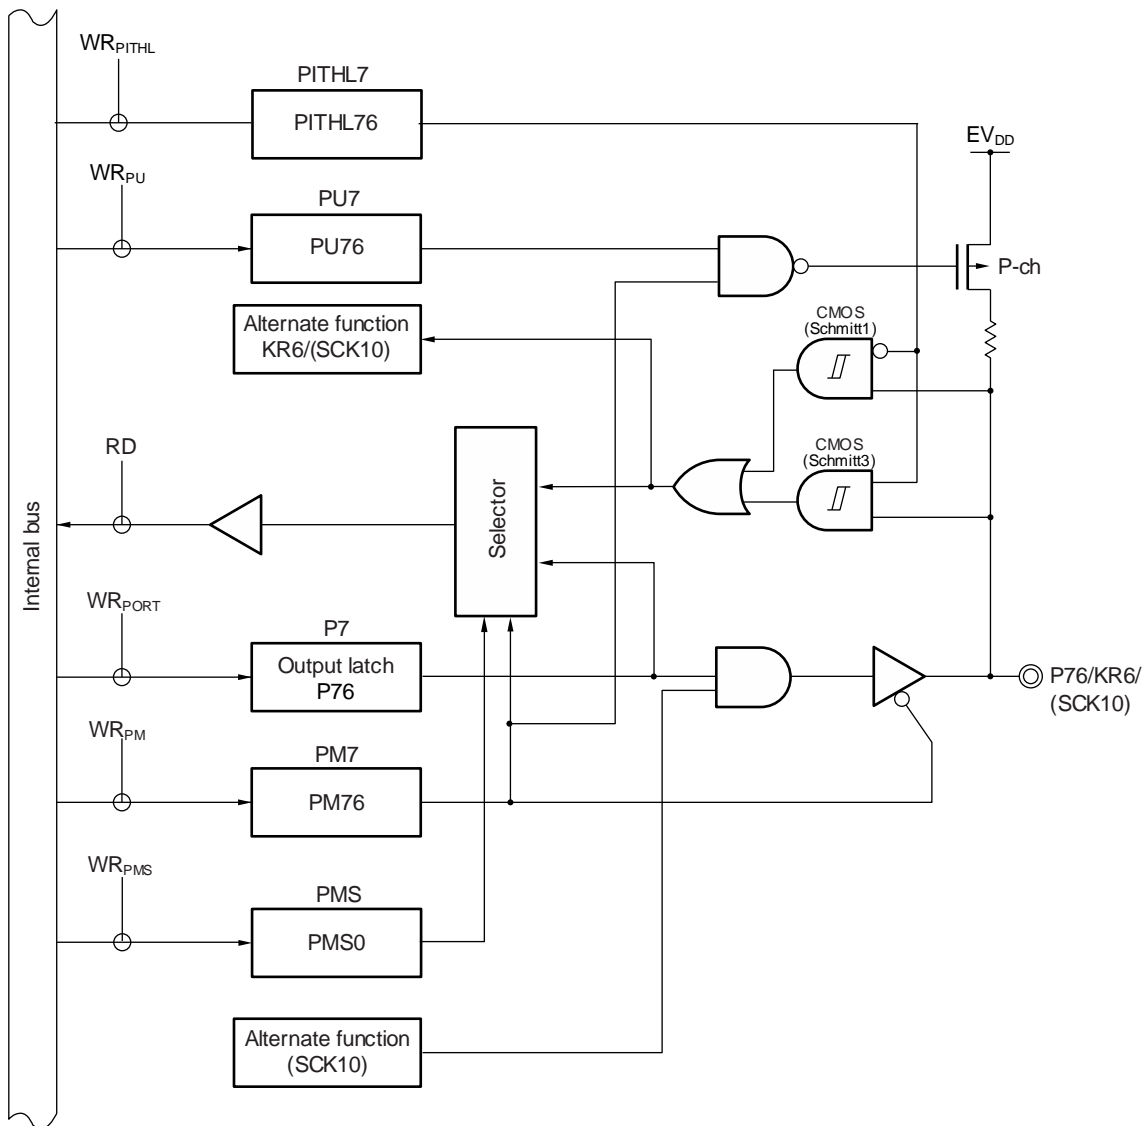 WRPITHL
PITHL7
PITHL76
EVDD
WRPU
PU7
PU76
P-ch
Alternate function
KR6/(SCK10)
CMOS
(Schmitt1)
RD
Selector
CMOS
(Schmitt3)
Internal bus
WRPORT
P7
Output latch
P76
P76/KR6/
(SCK10)
WRPM
PM7
PM76
WRPMS
PMS
PMS0
Alternate function
(SCK10)